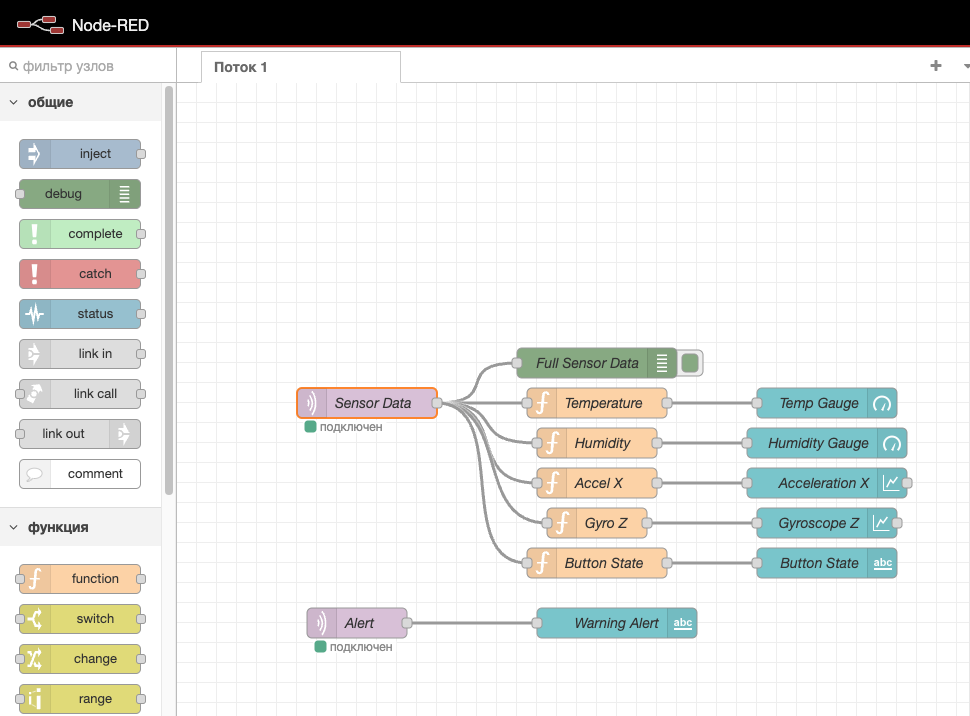 Node-RED
фильтр узлов
Поток 1
общие
inject
debug
complete
catch
status
link in
link call
link out
comment
функция
function
switch
change
range
Full Sensor Data
Sensor Data
подключен
Temperature
Temp Gauge
Humidity
Humidity Gauge
Accel X
Acceleration X
Gyro Z
Gyroscope Z
Button State
Button State
abc
Alert
подключен
Warning Alert
abc